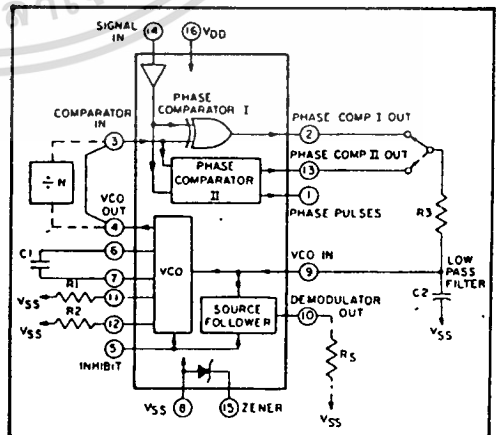 SIGNAL IN
14
16 VDD
PHASE COMPARATOR I
COMPARATOR IN
3
PHASE COMP I OUT
2
PHASE COMP II OUT
13
PHASE COMPARATOR II
1
PHASE PULSES
÷ N
VCO OUT
4
R3
6
C1
7
VCO
VCO IN
9
LOW PASS FILTER
C2
VSS
R1
VSS
11
R2
VSS
12
SOURCE FOLLOWER
DEMODULATOR OUT
10
5
INHIBIT
RS
VSS
VSS
8
15
ZENER